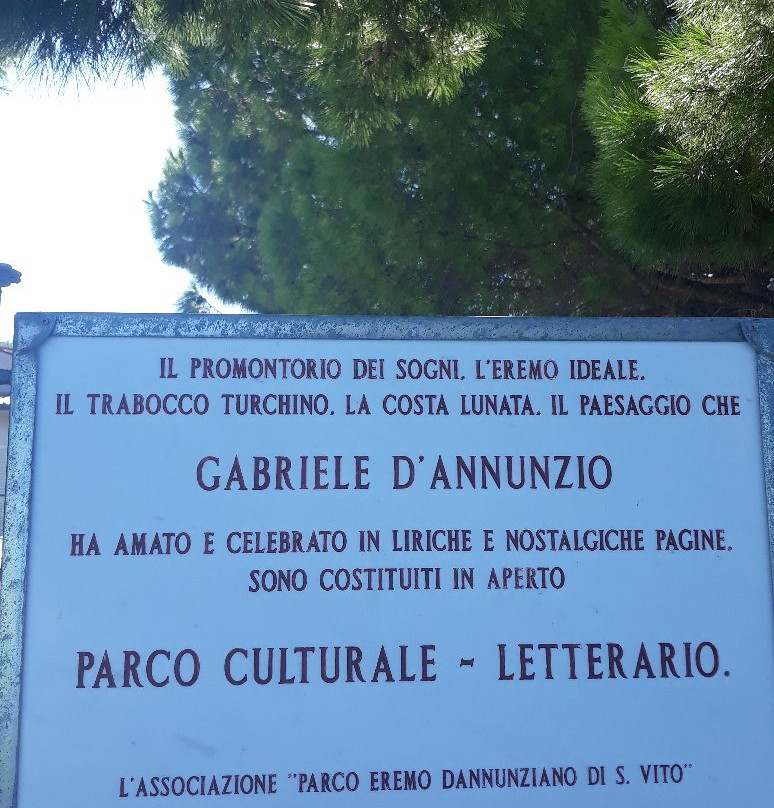 IL PROMONTORIO DEI SOGNI, L'EREMO IDEALE,
IL TRABOCCO TURCHINO, LA COSTA LUNATA, IL PAESAGGIO CHE
GABRIELE D'ANNUNZIO
HA AMATO E CELEBRATO IN LIRICHE E NOSTALGICHE PAGINE,
SONO COSTITUITI IN APERTO
PARCO CULTURALE - LETTERARIO.
L'ASSOCIAZIONE "PARCO EREMO DANNUNZIANO DI S. VITO"